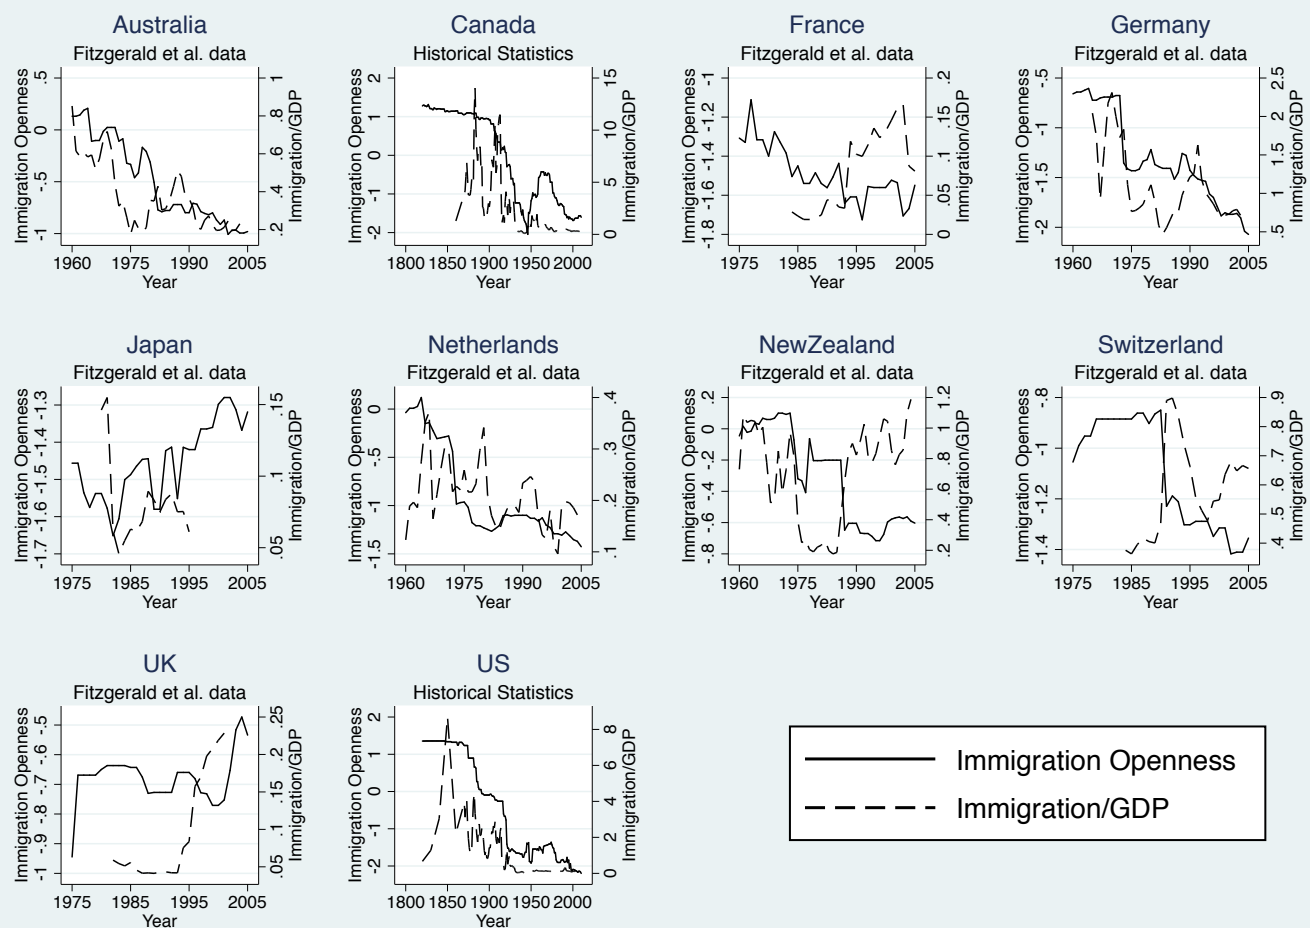 Australia
Fitzgerald et al. data
Immigration Openness
.5
0
-.5
-1
1
.8
.6
.4
.2
Immigration/GDP
1960 1975 1990 2005
Year
Canada
Historical Statistics
Immigration Openness
2
1
0
-1
-2
15
10
5
0
Immigration/GDP
1800 1850 1900 1950 2000
Year
France
Fitzgerald et al. data
Immigration Openness
-1
-1.2
-1.4
-1.6
-1.8
.2
.15
.1
.05
0
Immigration/GDP
1975 1985 1995 2005
Year
Germany
Fitzgerald et al. data
Immigration Openness
-.5
-1
-1.5
-2
2.5
2
1.5
1
.5
Immigration/GDP
1960 1975 1990 2005
Year
Japan
Fitzgerald et al. data
Immigration Openness
-1.3
-1.4
-1.5
-1.6
-1.7
.15
.1
.05
Immigration/GDP
1975 1985 1995 2005
Year
Netherlands
Fitzgerald et al. data
Immigration Openness
0
-.5
-1
-1.5
.4
.3
.2
.1
Immigration/GDP
1960 1975 1990 2005
Year
NewZealand
Fitzgerald et al. data
Immigration Openness
.2
0
-.2
-.4
-.6
-.8
1.2
1
.8
.6
.4
.2
Immigration/GDP
1960 1975 1990 2005
Year
Switzerland
Fitzgerald et al. data
Immigration Openness
-.8
-1
-1.2
-1.4
.9
.8
.7
.6
.5
.4
Immigration/GDP
1975 1985 1995 2005
Year
UK
Fitzgerald et al. data
Immigration Openness
-.5
-.6
-.7
-.8
-.9
-1
.25
.2
.15
.1
.05
Immigration/GDP
1975 1985 1995 2005
Year
US
Historical Statistics
Immigration Openness
2
1
0
-1
-2
8
6
4
2
0
Immigration/GDP
1800 1850 1900 1950 2000
Year
Immigration Openness
Immigration/GDP